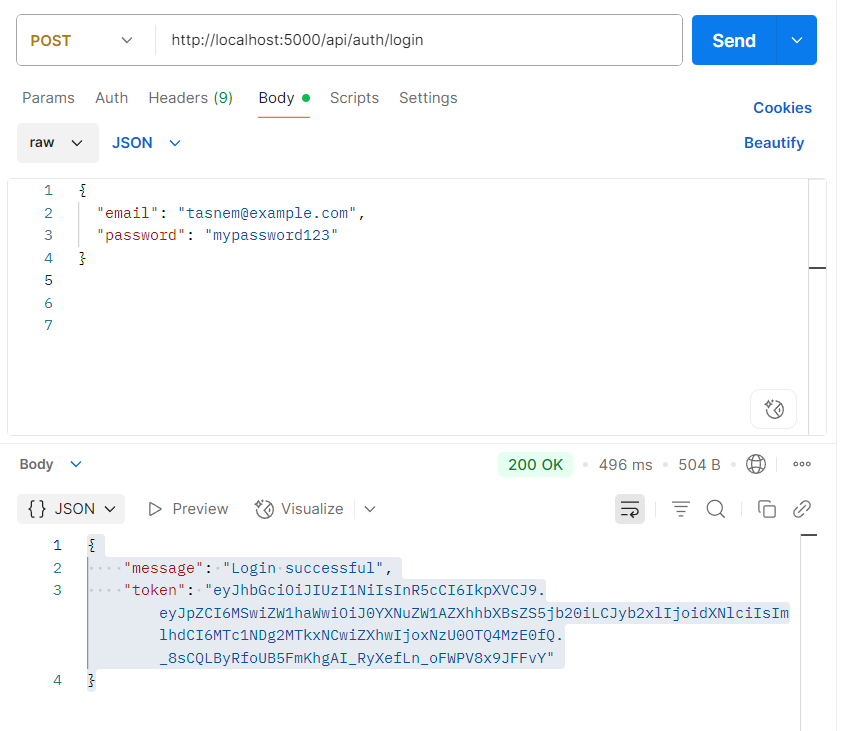 POST http://localhost:5000/api/auth/login Send
Params Auth Headers (9) Body Scripts Settings
Cookies
raw JSON Beautify
1 {
2 "email": "tasnem@example.com",
3 "password": "mypassword123"
4 }
5
6
7
Body 200 OK 496 ms 504 B
{} JSON Preview Visualize
1 {
2 "message": "Login successful",
3 "token": "eyJhbGciOiJIUzI1NiIsInR5cCI6IkpXVCJ9.
eyJpZCI6MSwiZW1haWwiOiJ0YXNuZW1AZXhhbXBsZS5jb20iLCJyb2xlIjoidXNlciIsIm
lhdCI6MTc1NDg2MTkxNCwiZXhwIjoxNzU0OTQ4MzE0fQ.
_8sCQLByRfoUB5FmKhgAI_RyXefLn_oFWPV8x9JFFvY"
4 }